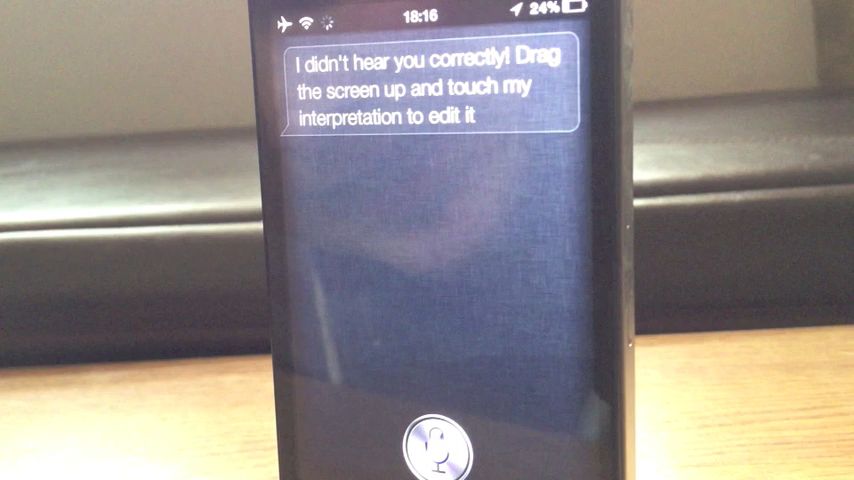 18:16
24%
I didn't hear you correctly! Drag
the screen up and touch my
interpretation to edit it